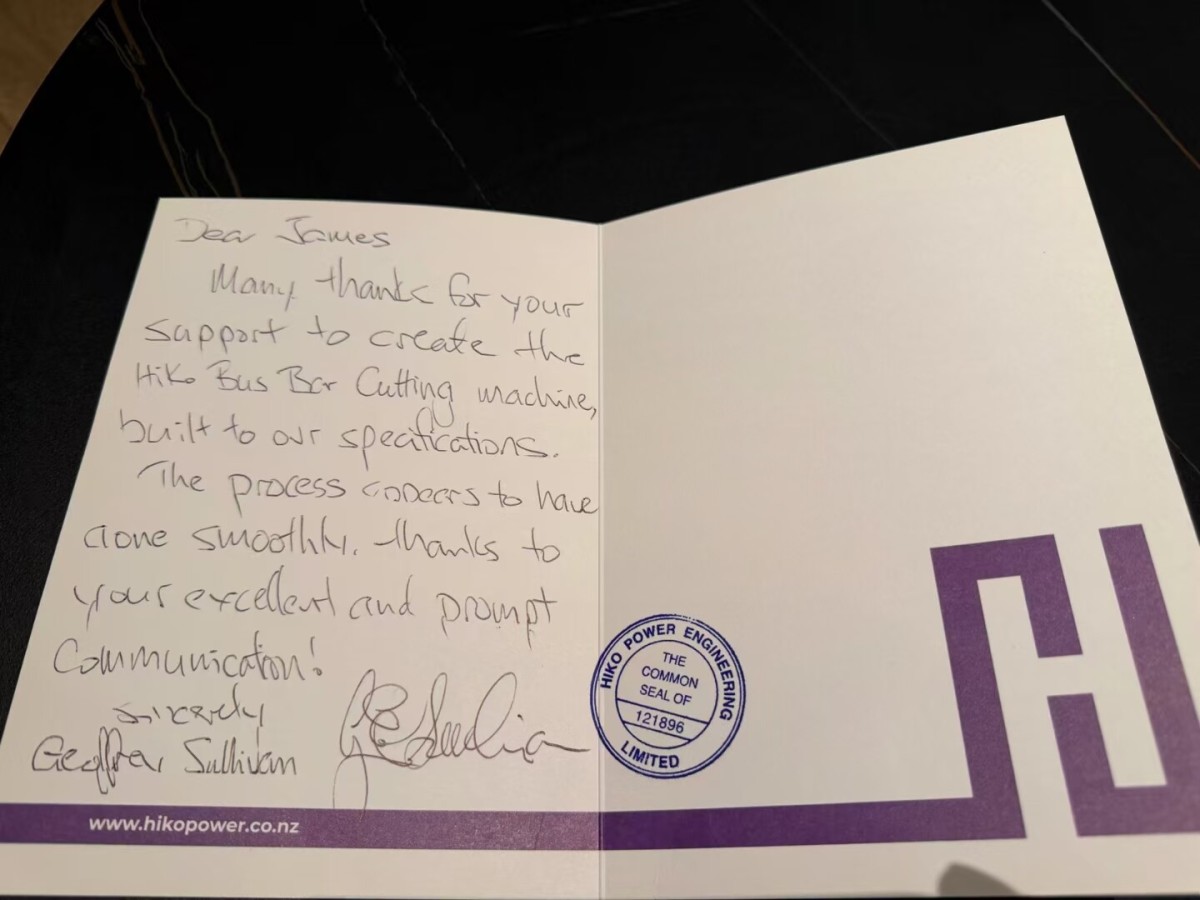 Dear James
Many thanks for your
support to create the
Hiko Bus Bar Cutting machine,
built to our specifications.
The process appears to have
gone smoothly. thanks to
your excellent and prompt
Communication!
sincerely
Geoffrey Sullivan
www.hikopower.co.nz
HIKO POWER ENGINEERING
THE
COMMON
SEAL OF
121896
LIMITED